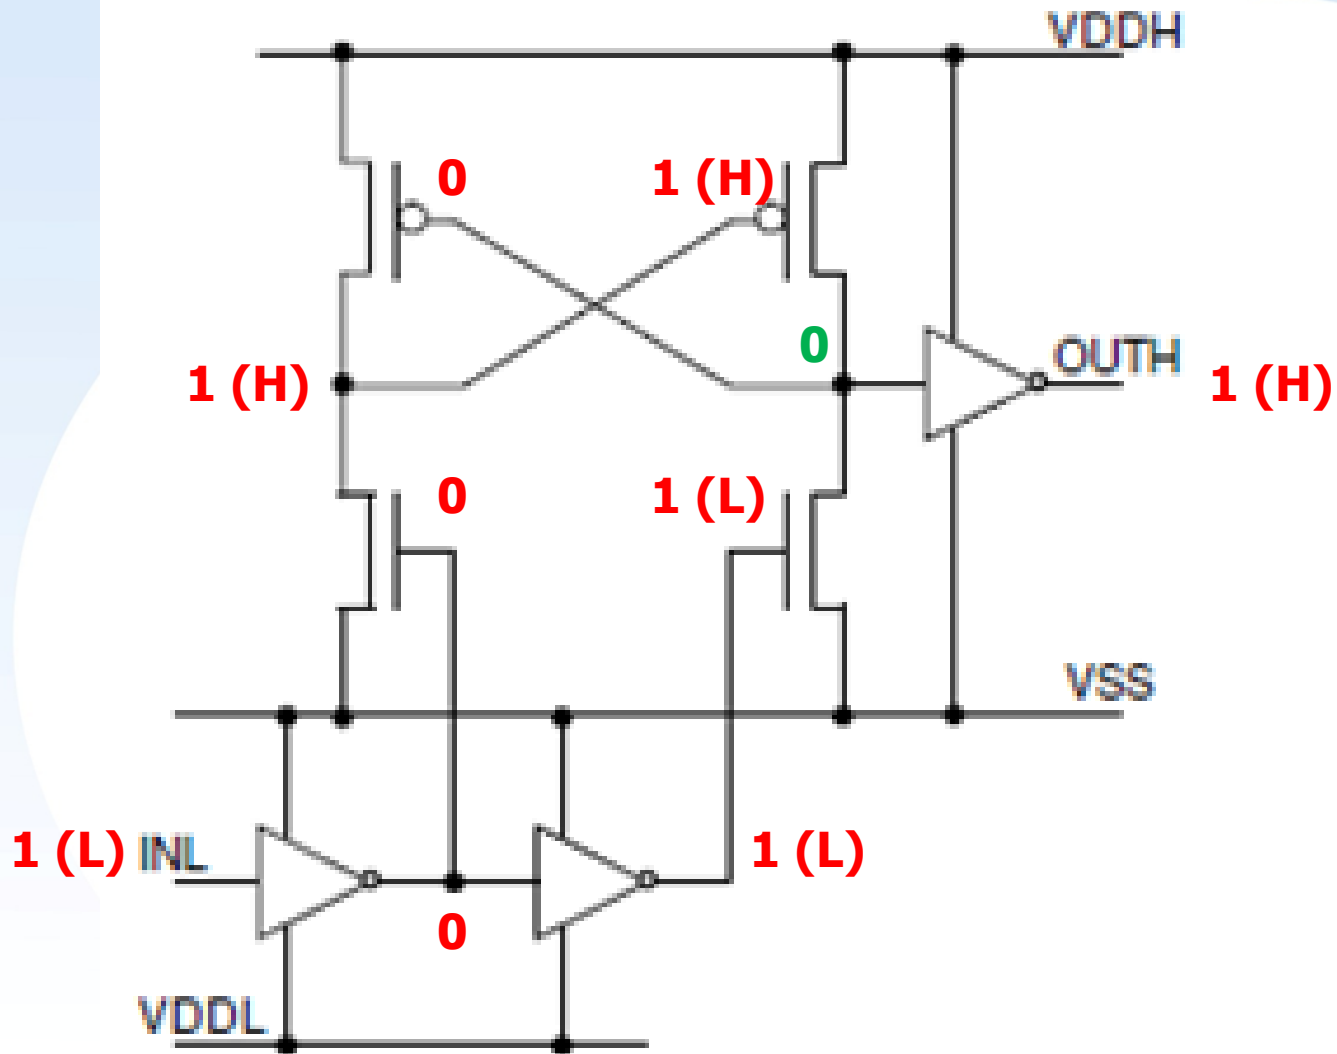 VDDH
0
1 (H)
0
OUTH
1 (H)
1 (H)
0
1 (L)
VSS
1 (L)
INL
1 (L)
0
VDDL